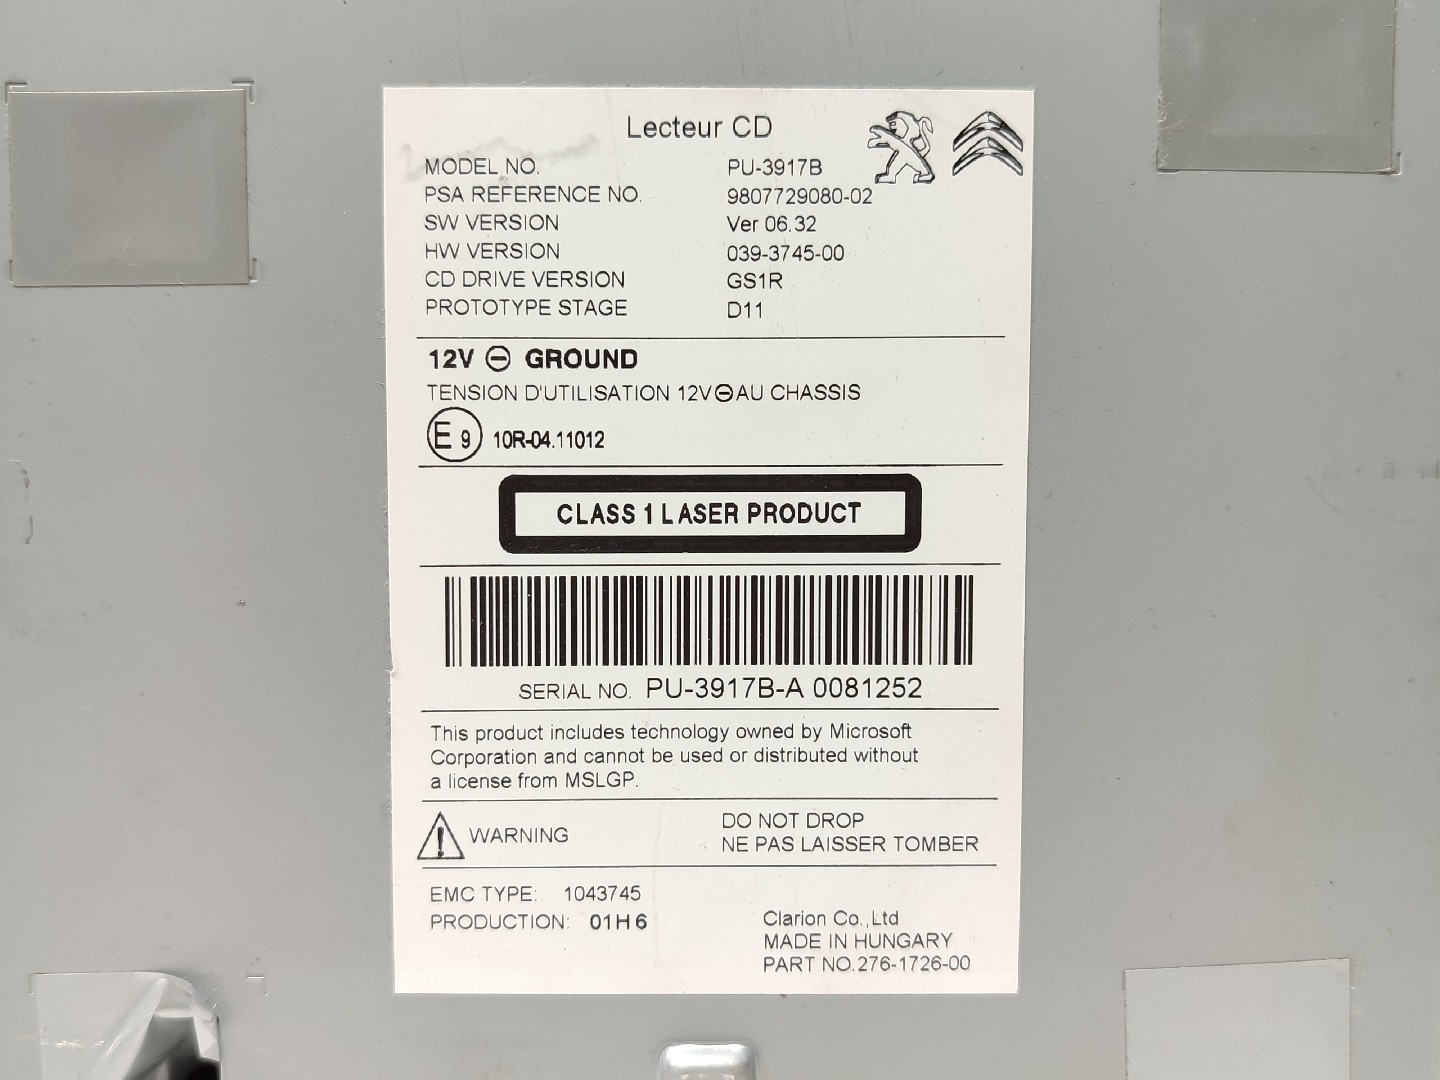 Lecteur CD
MODEL NO. PU-3917B
PSA REFERENCE NO. 9807729080-02
SW VERSION Ver 06.32
HW VERSION 039-3745-00
CD DRIVE VERSION GS1R
PROTOTYPE STAGE D11
12V ⊖ GROUND
TENSION D'UTILISATION 12V⊖AU CHASSIS
E9 10R-04.11012
CLASS 1 LASER PRODUCT
SERIAL NO. PU-3917B-A 0081252
This product includes technology owned by Microsoft
Corporation and cannot be used or distributed without
a license from MSLGP.
WARNING DO NOT DROP
NE PAS LAISSER TOMBER
EMC TYPE: 1043745
PRODUCTION: 01H6
Clarion Co.,Ltd
MADE IN HUNGARY
PART NO.276-1726-00